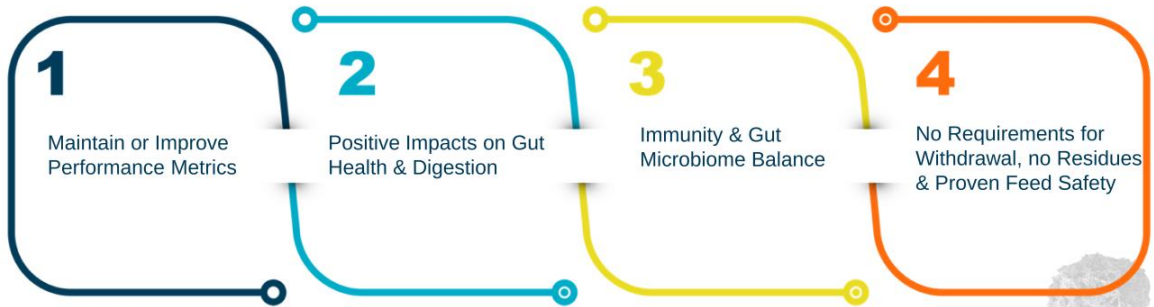 1
Maintain or Improve
Performance Metrics
2
Positive Impacts on Gut
Health & Digestion
3
Immunity & Gut
Microbiome Balance
4
No Requirements for
Withdrawal, no Residues
& Proven Feed Safety